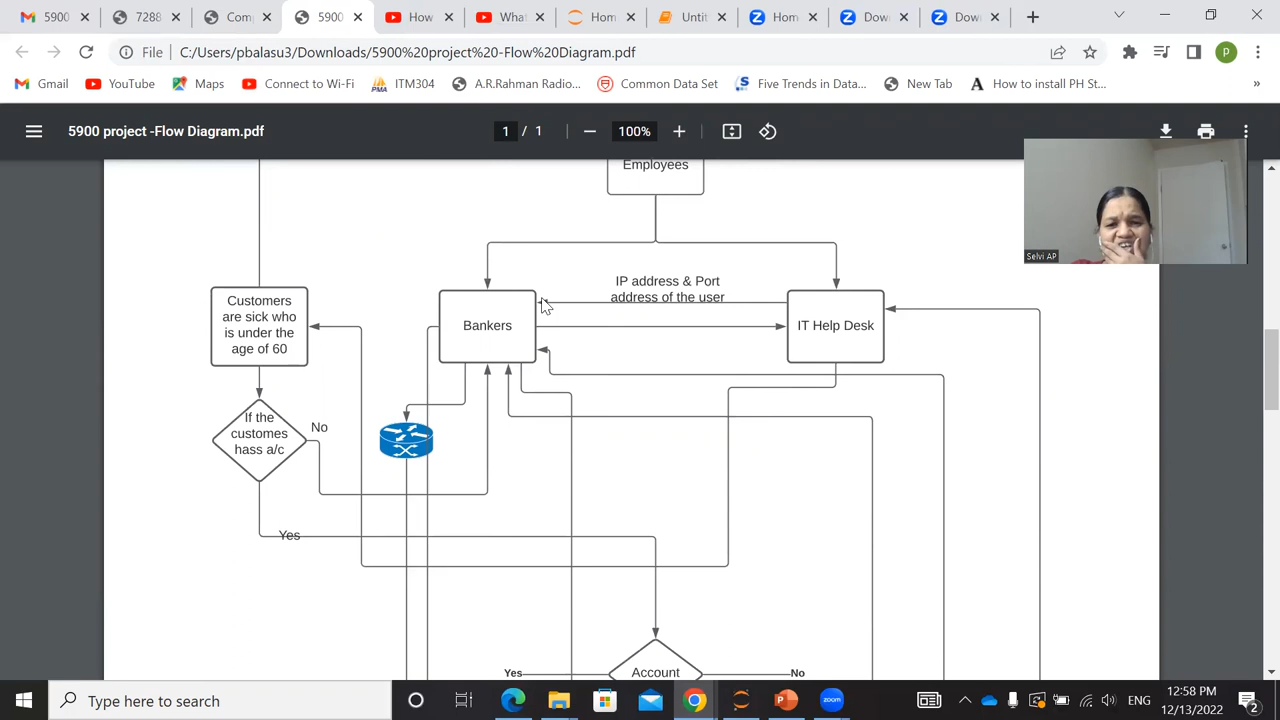 5900
7288
Com
5900
How
What
Hom
Untit
Hom
Dow
Dow
File
C:/Users/pbalasu3/Downloads/5900%20project%20-Flow%20Diagram.pdf
P
Gmail
YouTube
Maps
Connect to Wi-Fi
ITM304
A.R.Rahman Radio...
Common Data Set
Five Trends in Data...
New Tab
How to install PH St...
»
5900 project -Flow Diagram.pdf
1 / 1
100%
Employees
Selvi AP
IP address & Port
address of the user
Customers
are sick who
is under the
age of 60
Bankers
IT Help Desk
If the
customes
hass a/c
No
Yes
Account
Yes
No
Type here to search
zoom
ENG
12:58 PM
12/13/2022
2